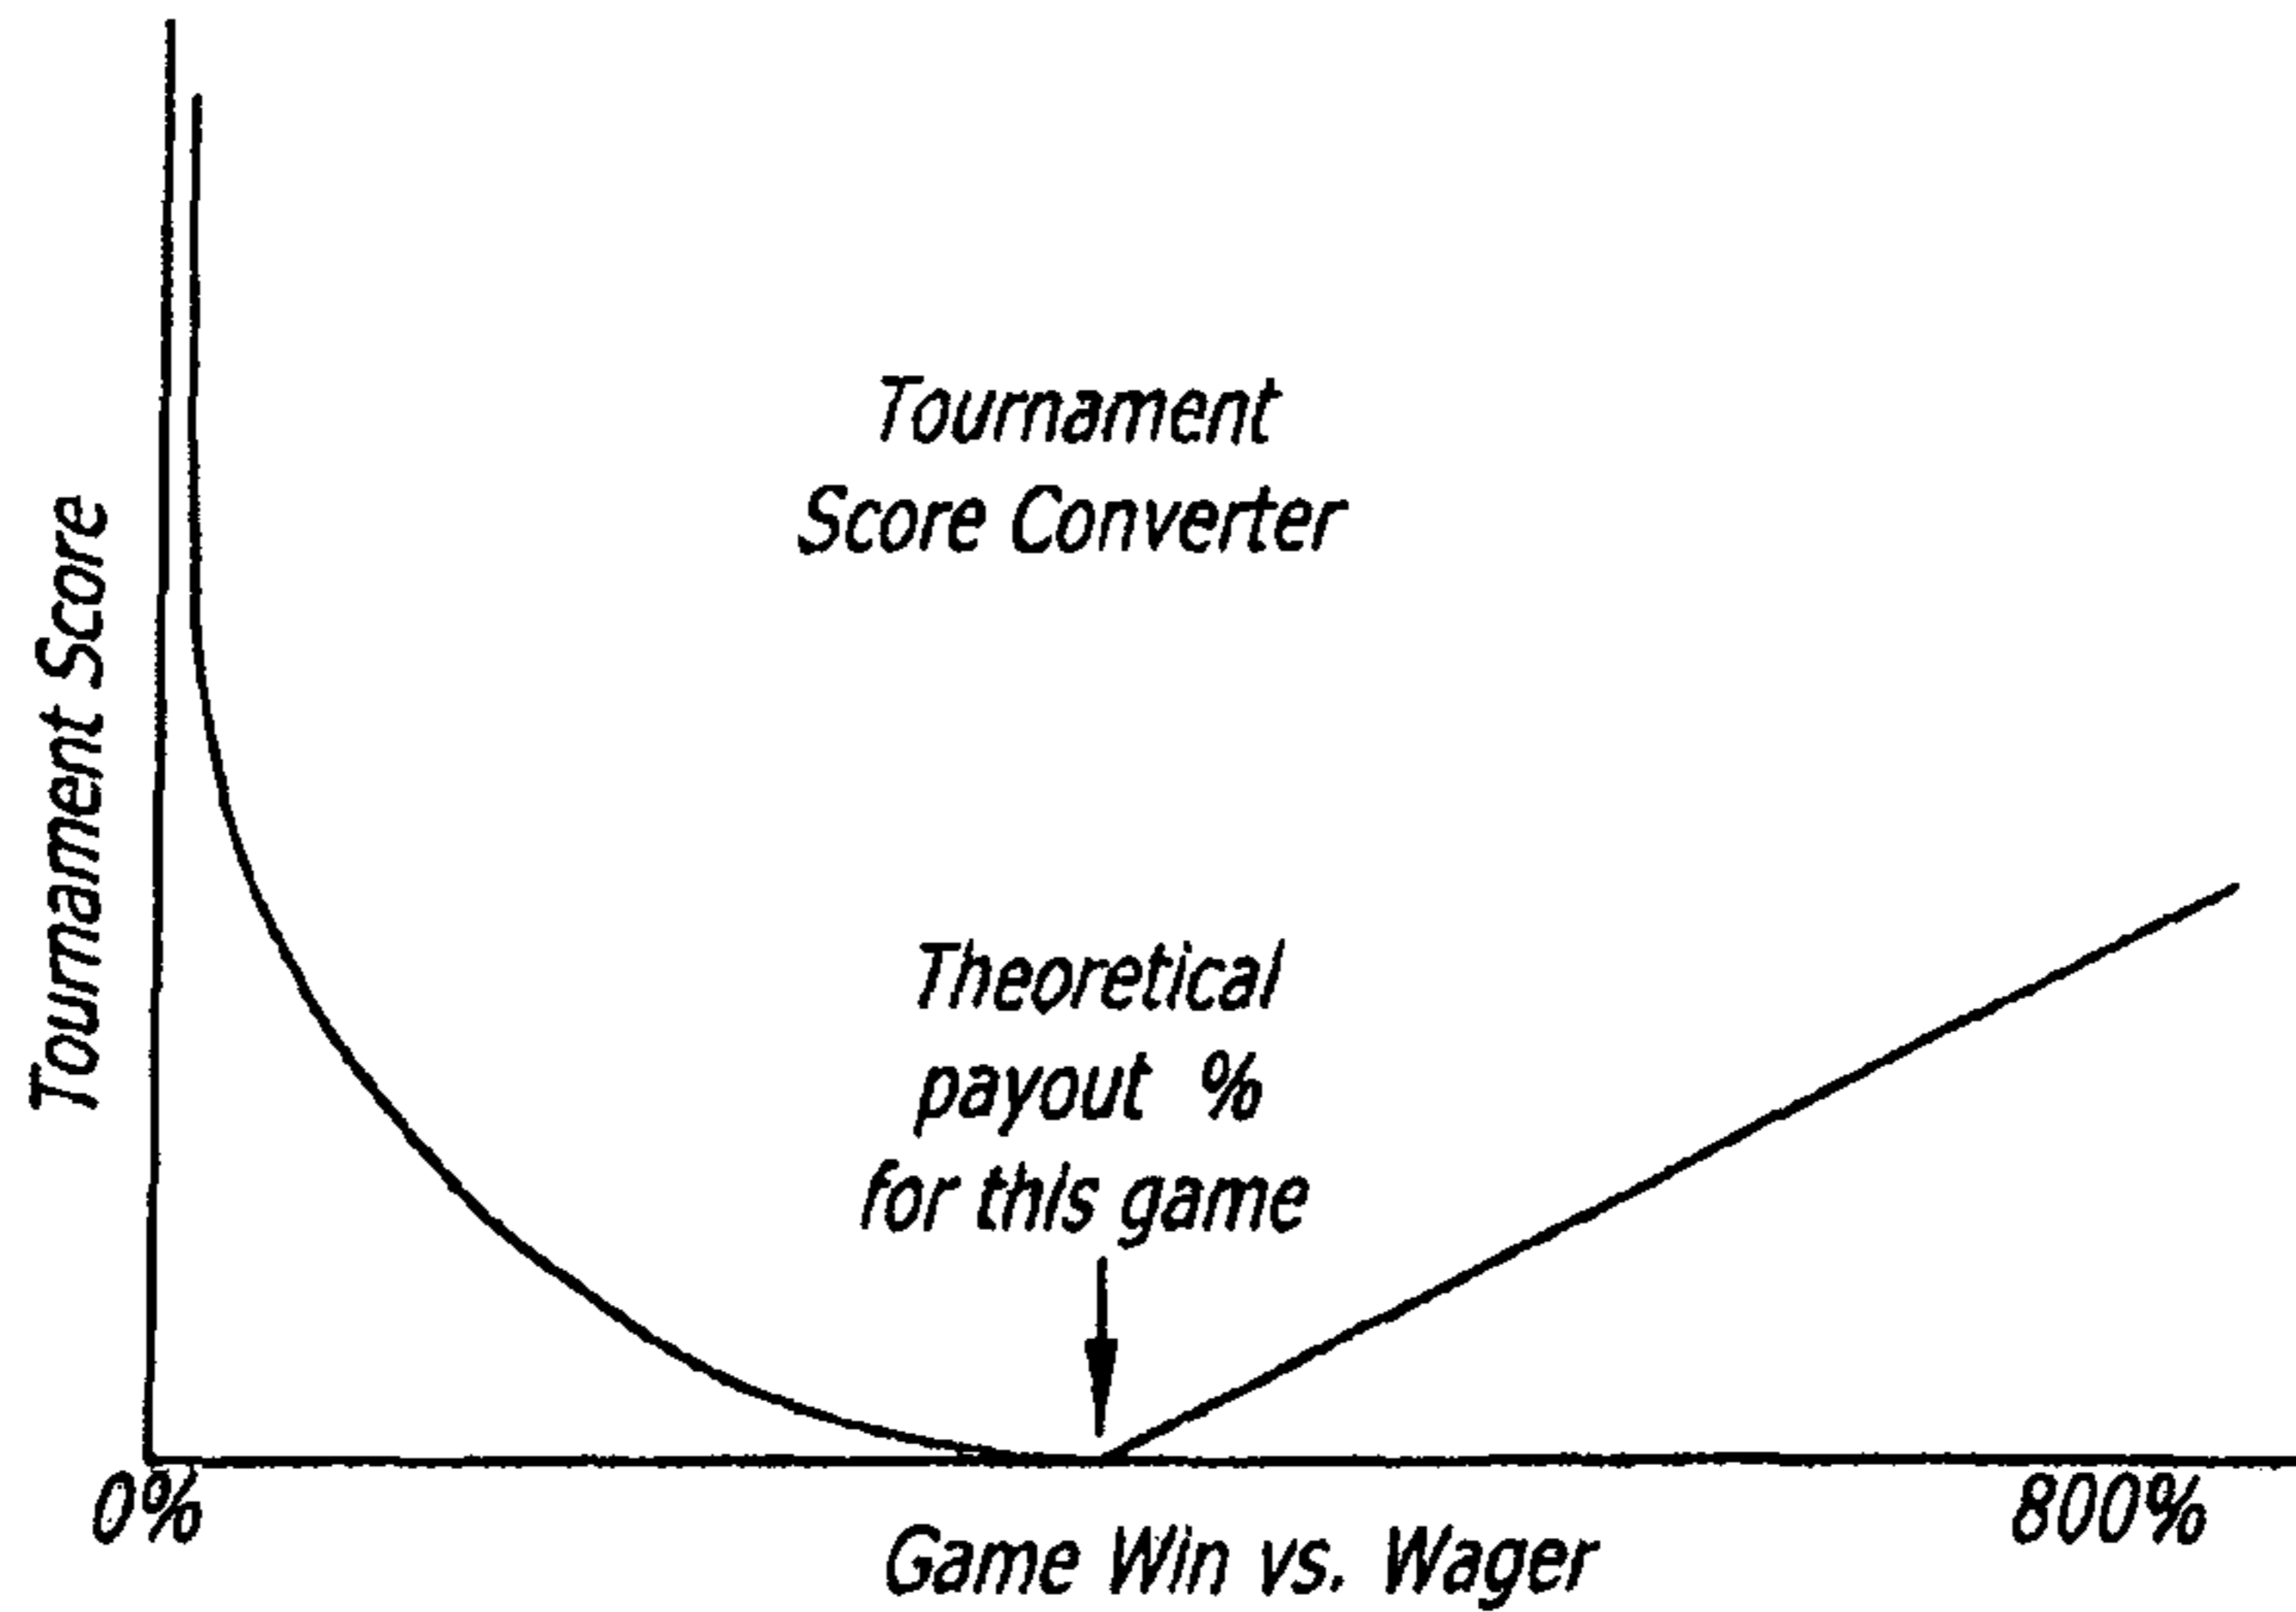 Tournament
Score Converter
Tournament Score
Theoretical
payout %
for this game
0%
800%
Game Win vs. Wager